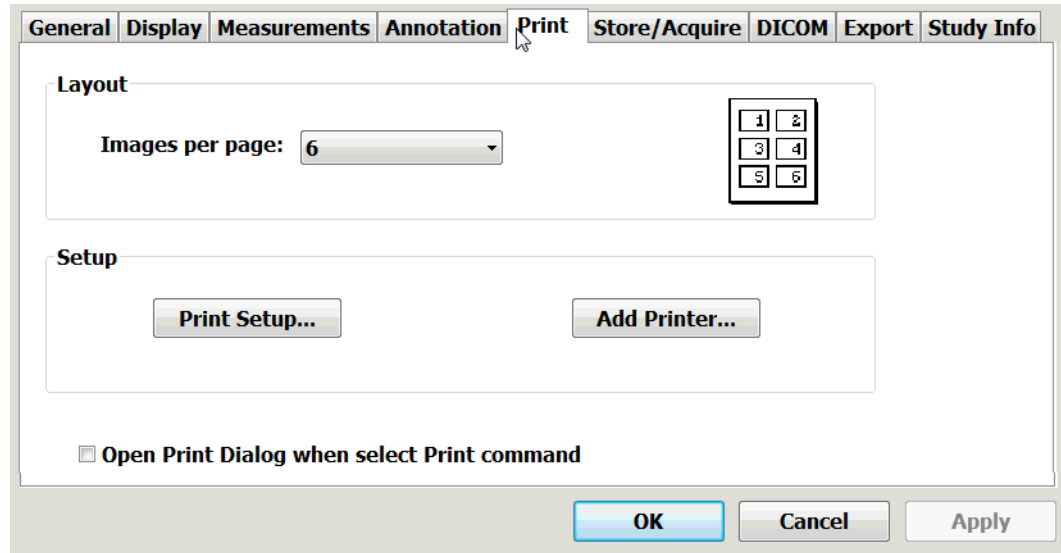 General Display Measurements Annotation Print Store/Acquire DICOM Export Study Info
Layout
Images per page: 6
1 2
3 4
5 6
Setup
Print Setup... Add Printer...
Open Print Dialog when select Print command
OK Cancel Apply